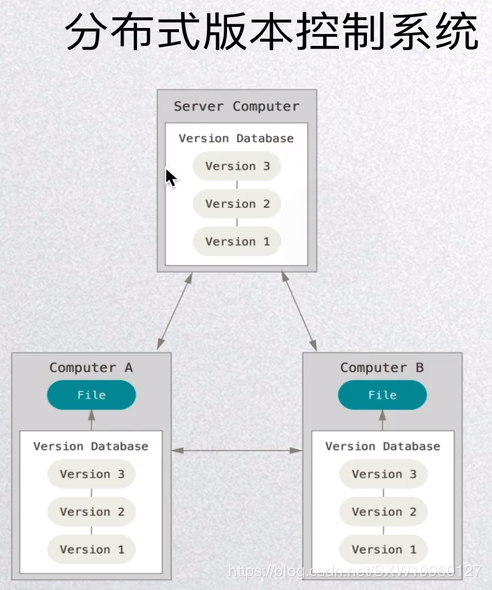 分布式版本控制系统
Server Computer
Version Database
Version 3
Version 2
Version 1
Computer A
File
Version Database
Version 3
Version 2
Version 1
Computer B
File
Version Database
Version 3
Version 2
Version 1
https://blog.csdn.net/SXW19969127